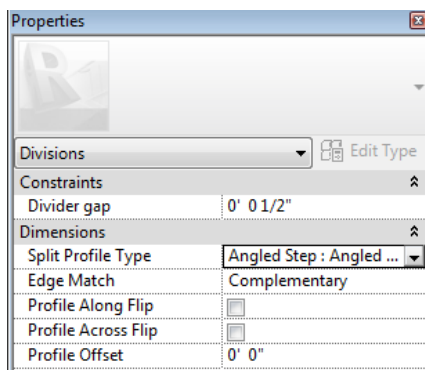 Properties
Divisions Edit Type
Constraints
Divider gap 0' 0 1/2"
Dimensions
Split Profile Type Angled Step : Angled ...
Edge Match Complementary
Profile Along Flip
Profile Across Flip
Profile Offset 0' 0"